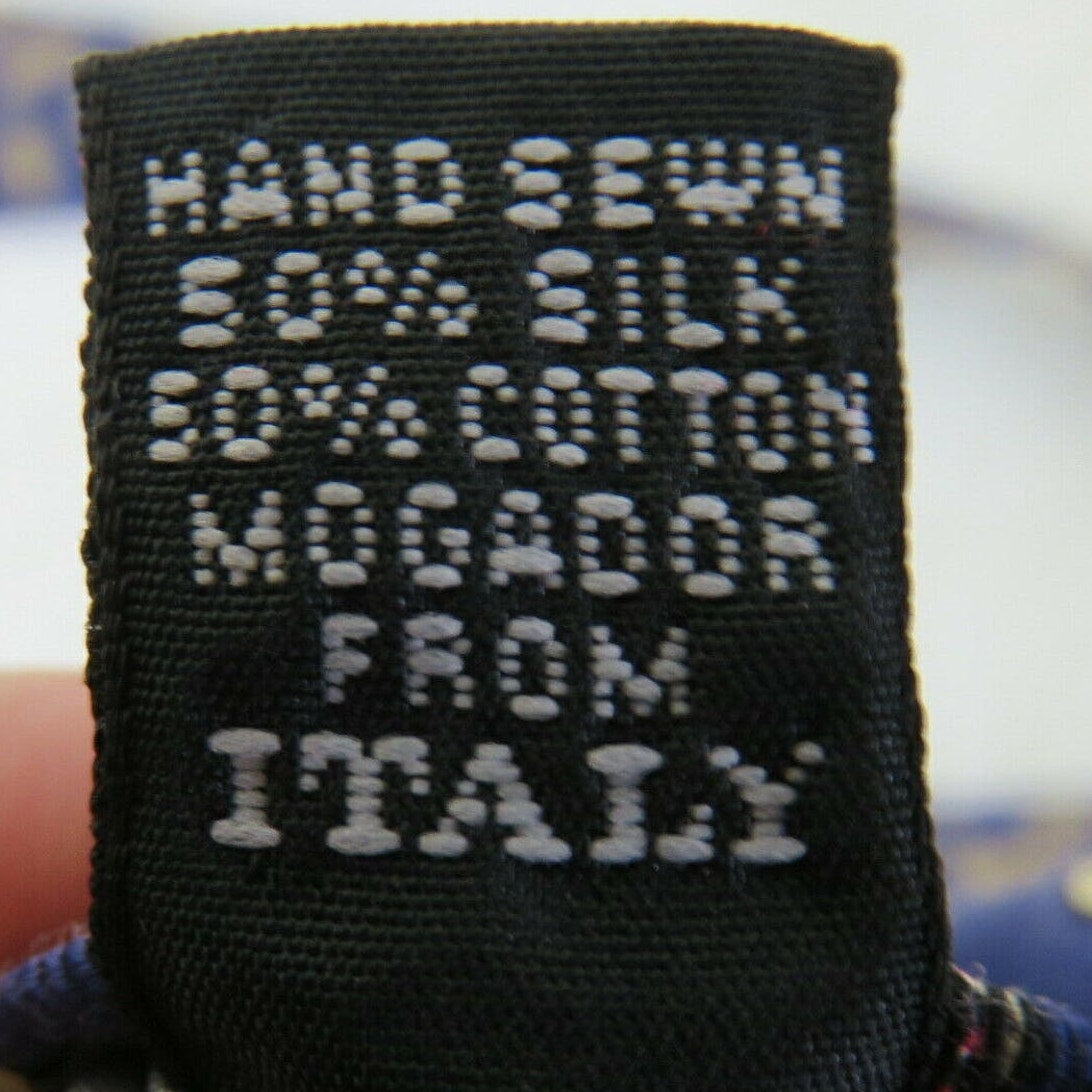 HAND SEWN
50% SILK
50% COTTON
MOGADOR
FROM
ITALY